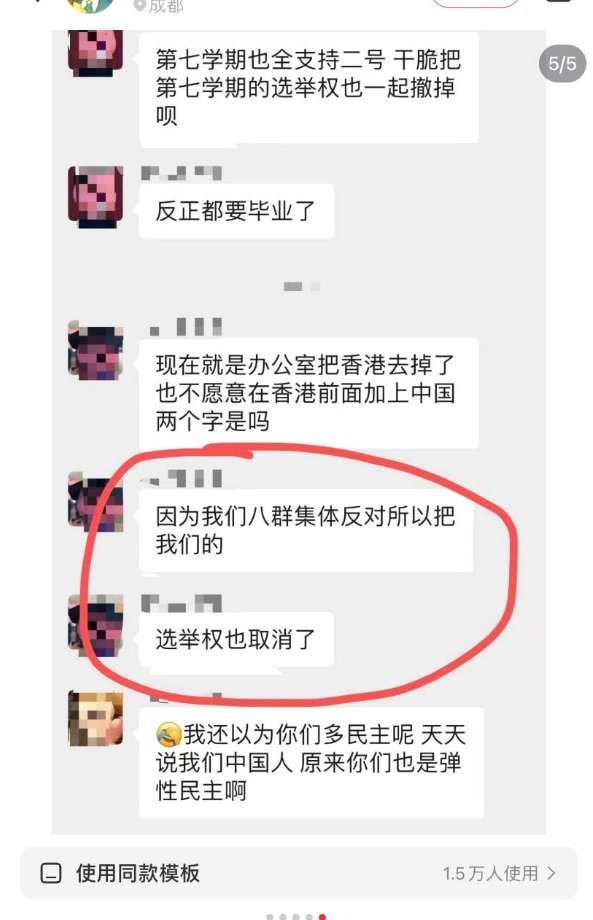 成都
5/5
第七学期也全支持二号 干脆把
第七学期的选举权也一起撤掉
呗
反正都要毕业了
现在就是办公室把香港去掉了
也不愿意在香港前面加上中国
两个字是吗
因为我们八群集体反对所以把
我们的
选举权也取消了
🤣我还以为你们多民主呢 天天
说我们中国人 原来你们也是弹
性民主啊
使用同款模板
1.5万人使用 >